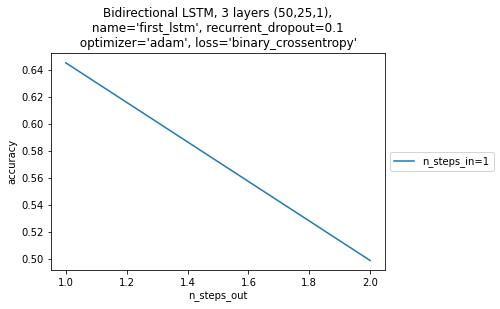 Bidirectional LSTM, 3 layers (50,25,1),
name='first_lstm', recurrent_dropout=0.1
optimizer='adam', loss='binary_crossentropy'
0.64
0.62
0.60
0.58
0.56
0.54
0.52
0.50
accuracy
n_steps_in=1
1.0 1.2 1.4 1.6 1.8 2.0
n_steps_out